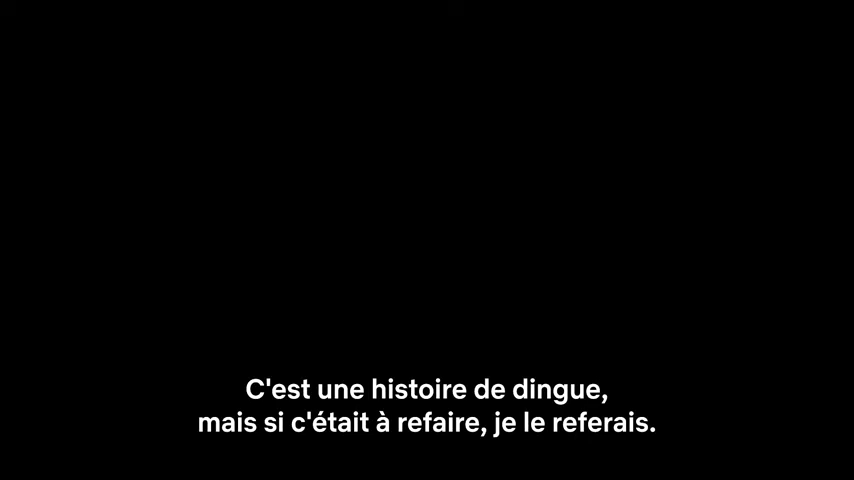 C'est une histoire de dingue,
mais si c'était à refaire, je le referais.